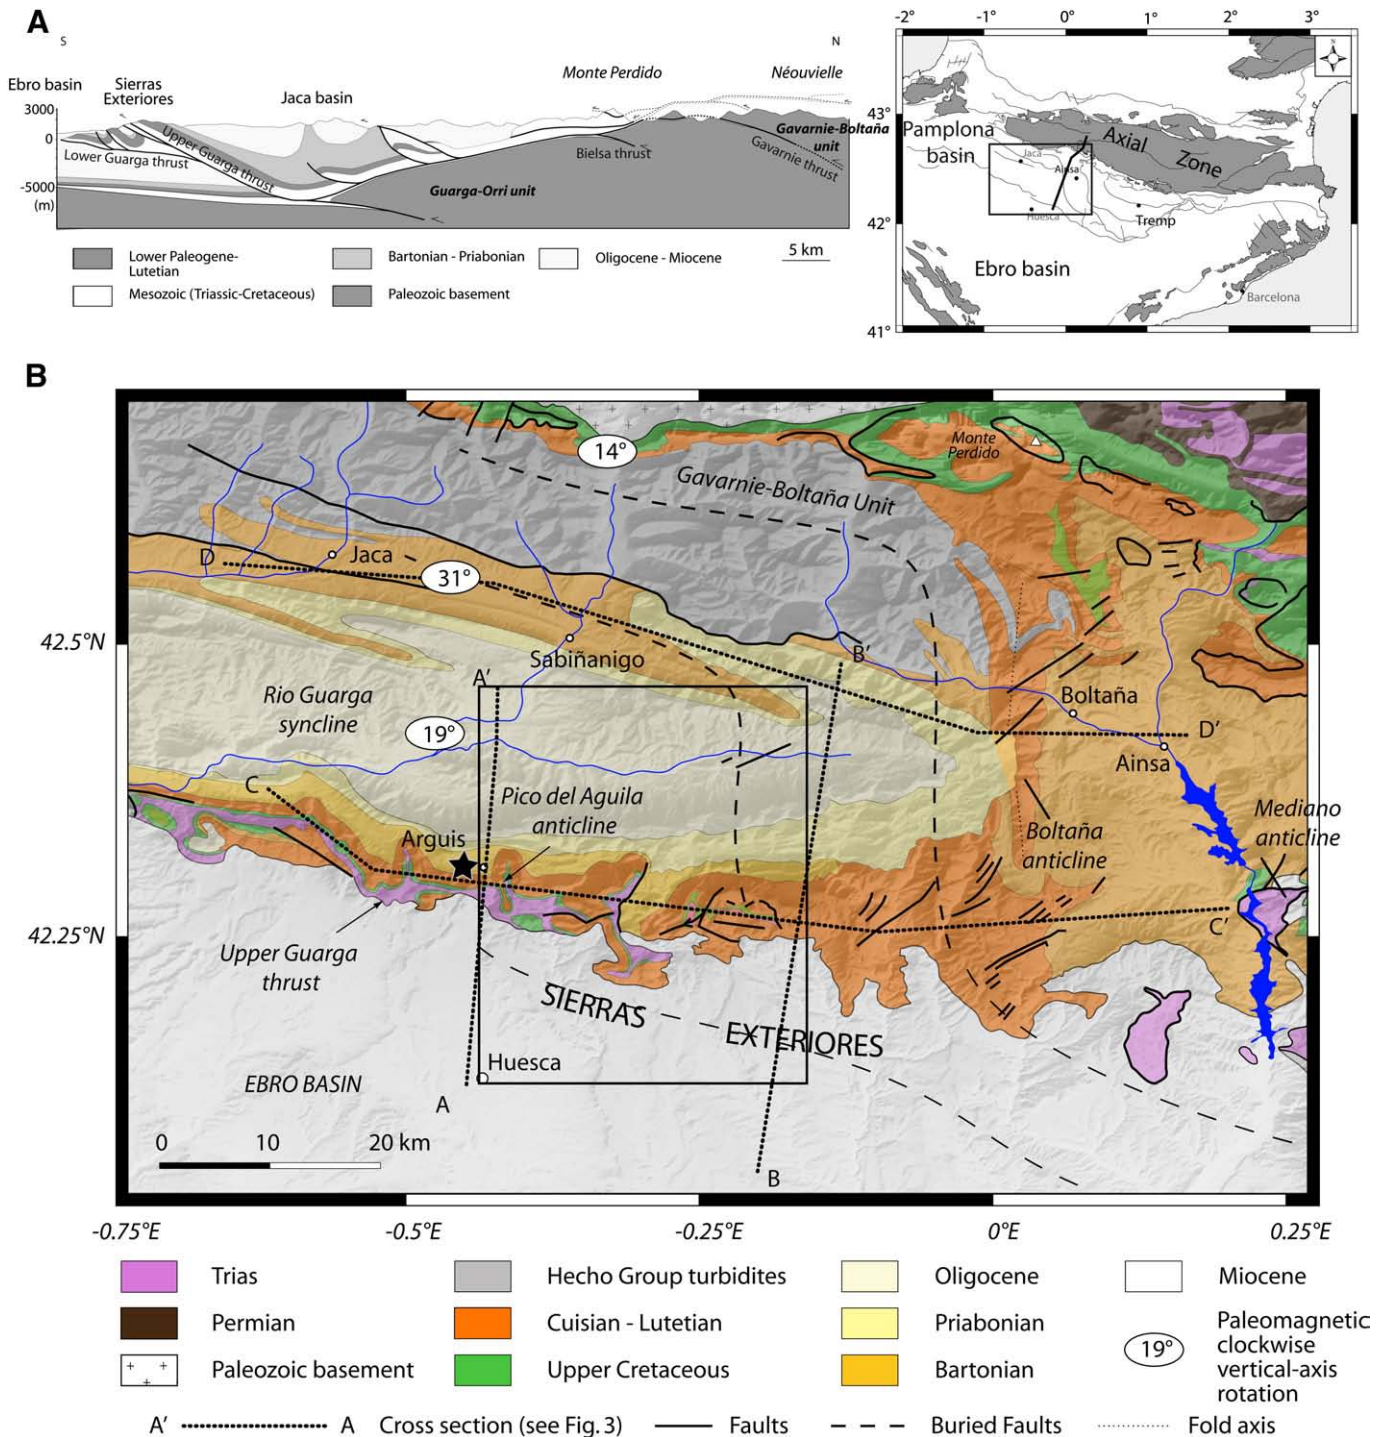 A
S
N
Ebro basin
Sierras
Exteriores
Jaca basin
Monte Perdido
Néouvielle
3000
0
-5000
(m)
Lower Guarga thrust
Upper Guarga thrust
Guarga-Orri unit
Bielsa thrust
Gavarnie-Boltaña
unit
Gavarnie thrust
Lower Paleogene-
Lutetian
Bartonian - Priabonian
Oligocene - Miocene
5 km
Mesozoic (Triassic-Cretaceous)
Paleozoic basement
-2°
-1°
0°
1°
2°
3°
N
43°
42°
41°
Pamplona
basin
Axial
Zone
Jaca
Ainsa
Huesca
Tremp
Ebro basin
Barcelona
B
14°
Monte
Perdido
Gavarnie-Boltaña Unit
D
Jaca
31°
42.5°N
Sabiñanigo
B'
A'
Boltaña
Rio Guarga
syncline
19°
D'
Ainsa
C
Pico del Aguila
anticline
Arguis
Boltaña
anticline
Mediano
anticline
42.25°N
C'
Upper Guarga
thrust
SIERRAS
EXTERIORES
Huesca
EBRO BASIN
A
0
10
20 km
B
-0.75°E
-0.5°E
-0.25°E
0°E
0.25°E
Trias
Hecho Group turbidites
Oligocene
Miocene
Permian
Cuisian - Lutetian
Priabonian
19°
Paleomagnetic
clockwise
vertical-axis
rotation
Paleozoic basement
Upper Cretaceous
Bartonian
A'
A
Cross section (see Fig. 3)
Faults
Buried Faults
Fold axis